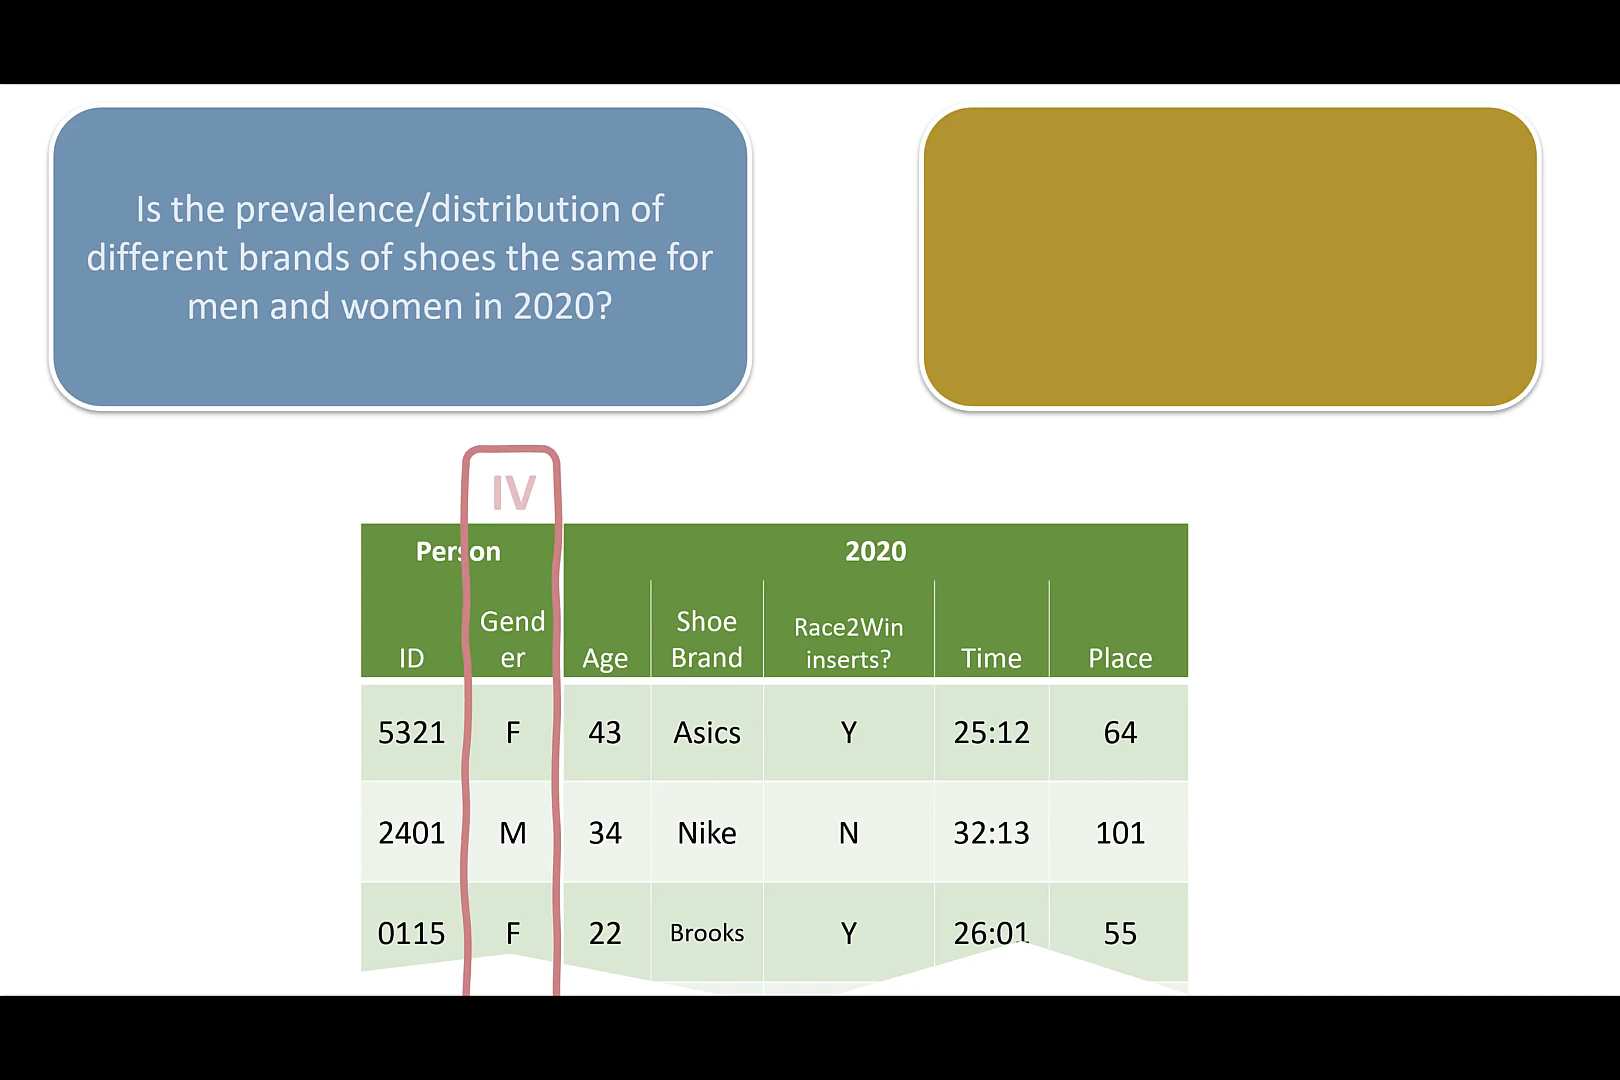 Is the prevalence/distribution of
different brands of shoes the same for
men and women in 2020?
IV
Person 2020
ID Gend
er Age Shoe
Brand Race2Win
inserts? Time Place
5321 F 43 Asics Y 25:12 64
2401 M 34 Nike N 32:13 101
0115 F 22 Brooks Y 26:01 55